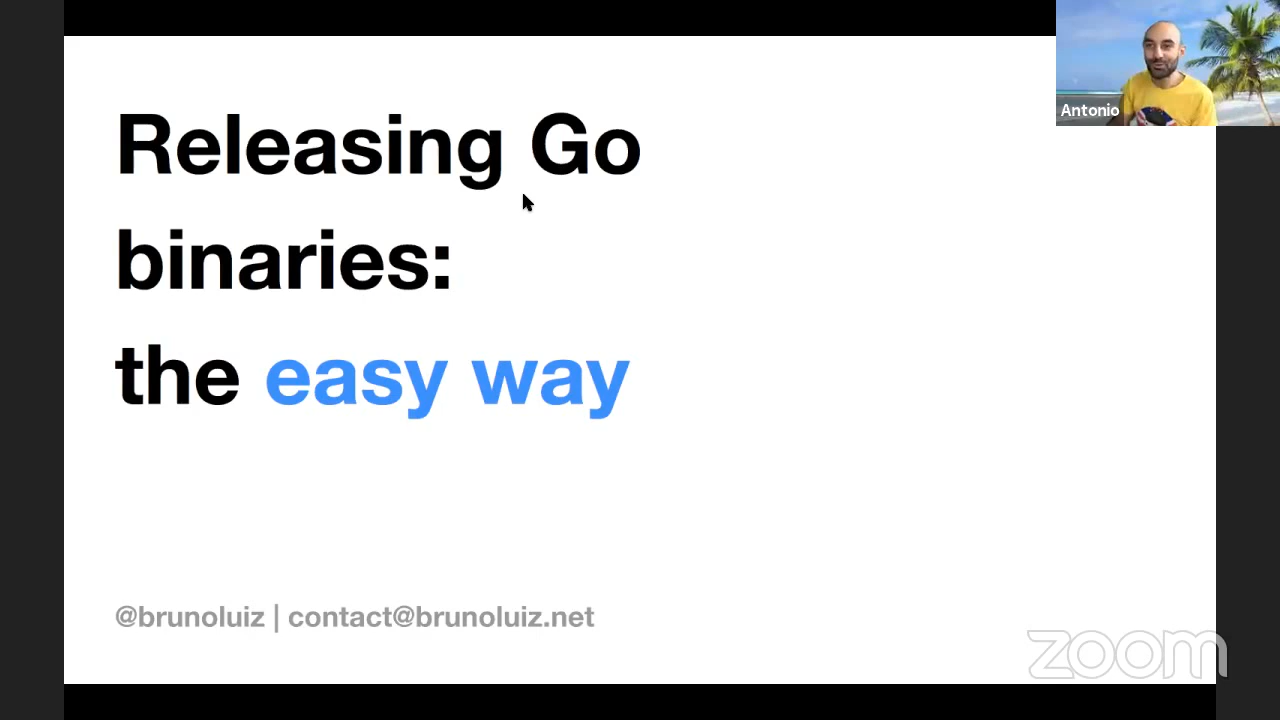 Releasing Go
binaries:
the easy way
@brunoluiz | contact@brunoluiz.net
Antonio
zoom